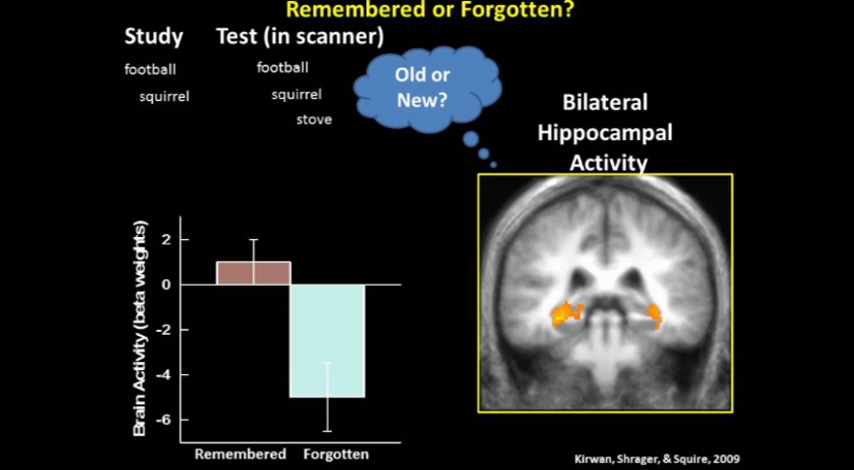 Remembered or Forgotten?
Study
Test (in scanner)
football
squirrel
football
squirrel
stove
Old or
New?
Bilateral
Hippocampal
Activity
Brain Activity (beta weights)
2
0
-2
-4
-6
Remembered
Forgotten
Kirwan, Shrager, & Squire, 2009